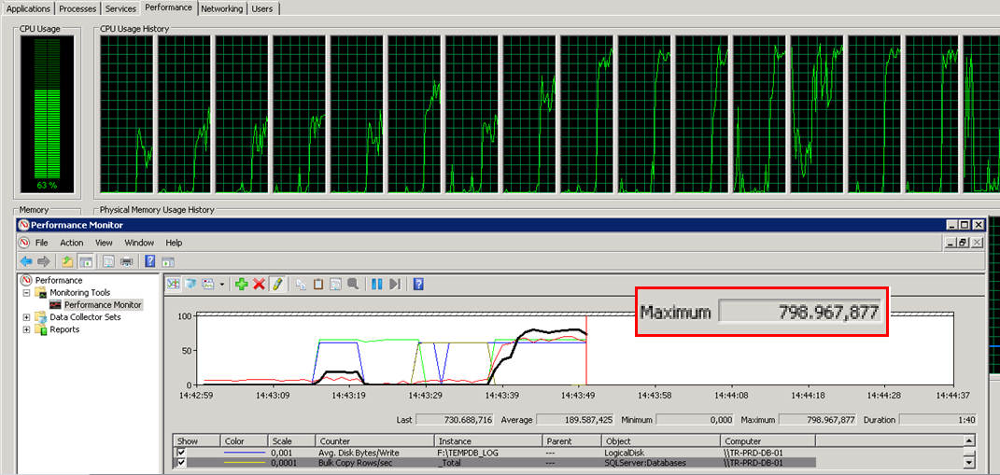 Applications Processes Services Performance Networking Users
CPU Usage CPU Usage History
63 %
Memory Physical Memory Usage History
Performance Monitor
File Action View Window Help
Performance
Monitoring Tools
Performance Monitor
Data Collector Sets
Reports
Maximum 798.967,877
100
50
0
14:42:59 14:43:09 14:43:19 14:43:29 14:43:39 14:43:49 14:43:58 14:44:08 14:44:18 14:44:28 14:44:37
Last 730.688,716 Average 189.587,425 Minimum 0,000 Maximum 798.967,877 Duration 1:40
Show Color Scale Counter Instance Parent Object Computer
0,001 Avg. Disk Bytes/Write F:\TEMPDB_LOG --- LogicalDisk \\TR-PRD-DB-01
0,0001 Bulk Copy Rows/sec _Total --- SQLServer:Databases \\TR-PRD-DB-01